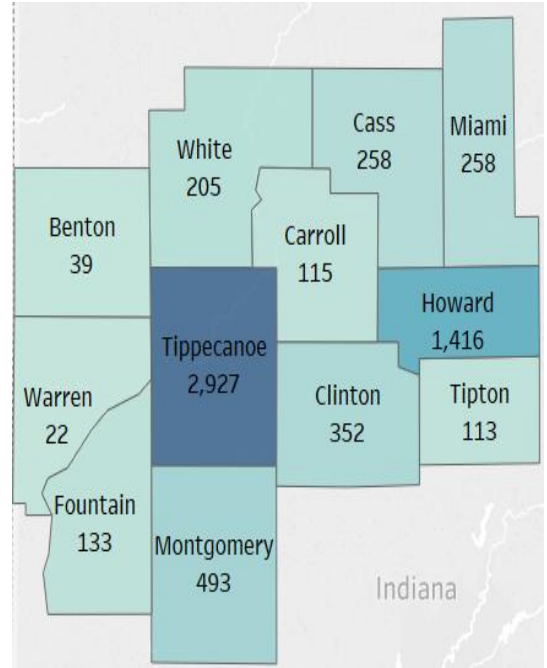 Cass
258
Miami
258
White
205
Benton
39
Carroll
115
Howard
1,416
Tippecanoe
2,927
Warren
22
Clinton
352
Tipton
113
Fountain
133
Montgomery
493
Indiana